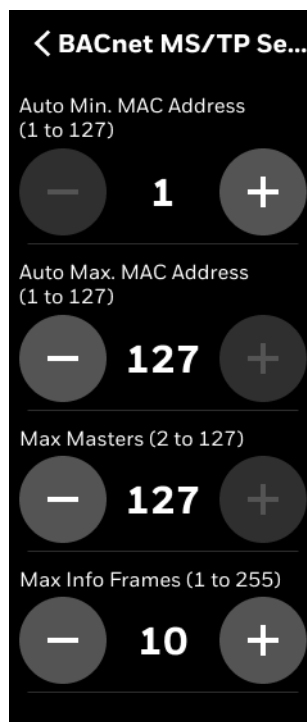 < BACnet MS/TP Se...
Auto Min. MAC Address
(1 to 127)
− 1 +
Auto Max. MAC Address
(1 to 127)
− 127 +
Max Masters (2 to 127)
− 127 +
Max Info Frames (1 to 255)
− 10 +